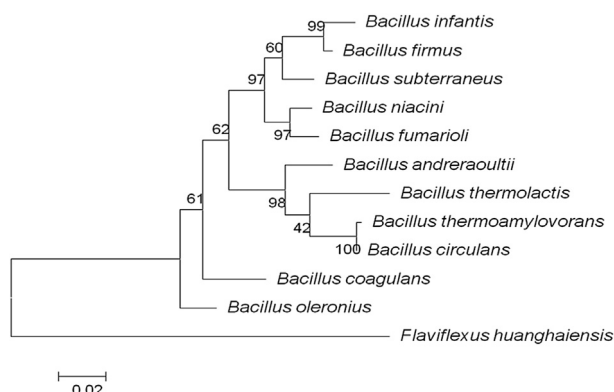 99
Bacillus infantis
Bacillus firmus
60
Bacillus subterraneus
97
Bacillus niacini
97
Bacillus fumarioli
62
Bacillus andreraoultii
98
Bacillus thermolactis
42
Bacillus thermoamylovorans
100
Bacillus circulans
61
Bacillus coagulans
Bacillus oleronius
Flaviflexus huanghaiensis
0.02